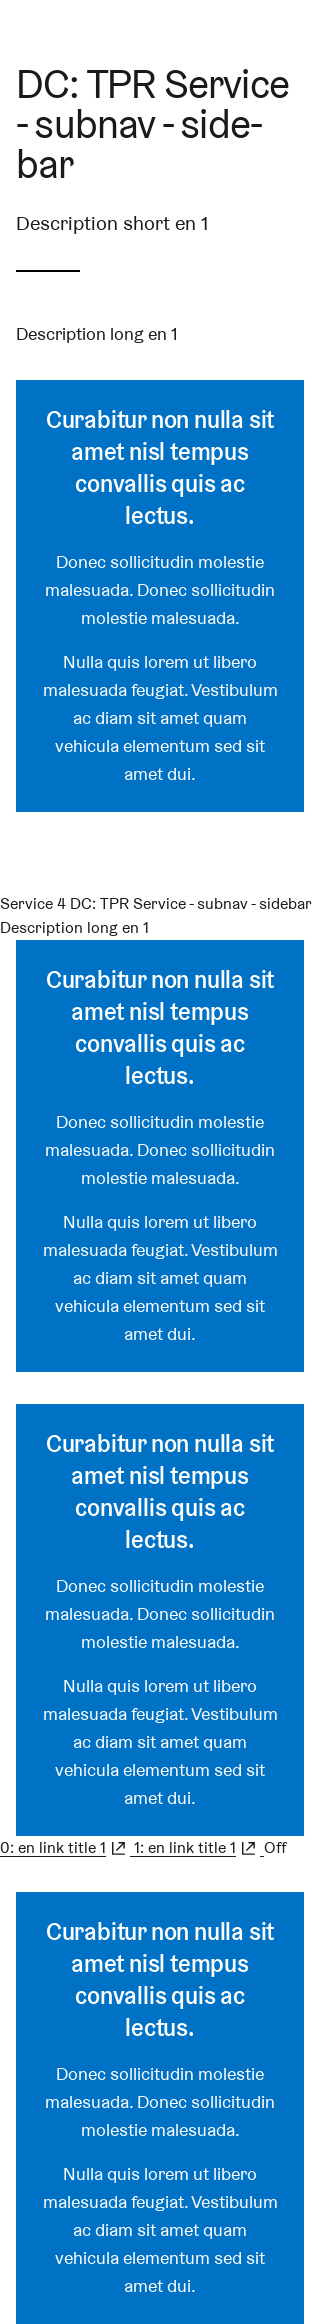 DC: TPR Service
- subnav - side-
bar
Description short en 1
Description long en 1
Curabitur non nulla sit
amet nisl tempus
convallis quis ac
lectus.
Donec sollicitudin molestie
malesuada. Donec sollicitudin
molestie malesuada.
Nulla quis lorem ut libero
malesuada feugiat. Vestibulum
ac diam sit amet quam
vehicula elementum sed sit
amet dui.
Service 4 DC: TPR Service - subnav - sidebar
Description long en 1
Curabitur non nulla sit
amet nisl tempus
convallis quis ac
lectus.
Donec sollicitudin molestie
malesuada. Donec sollicitudin
molestie malesuada.
Nulla quis lorem ut libero
malesuada feugiat. Vestibulum
ac diam sit amet quam
vehicula elementum sed sit
amet dui.
Curabitur non nulla sit
amet nisl tempus
convallis quis ac
lectus.
Donec sollicitudin molestie
malesuada. Donec sollicitudin
molestie malesuada.
Nulla quis lorem ut libero
malesuada feugiat. Vestibulum
ac diam sit amet quam
vehicula elementum sed sit
amet dui.
0: en link title 1 1: en link title 1 Off
Curabitur non nulla sit
amet nisl tempus
convallis quis ac
lectus.
Donec sollicitudin molestie
malesuada. Donec sollicitudin
molestie malesuada.
Nulla quis lorem ut libero
malesuada feugiat. Vestibulum
ac diam sit amet quam
vehicula elementum sed sit
amet dui.